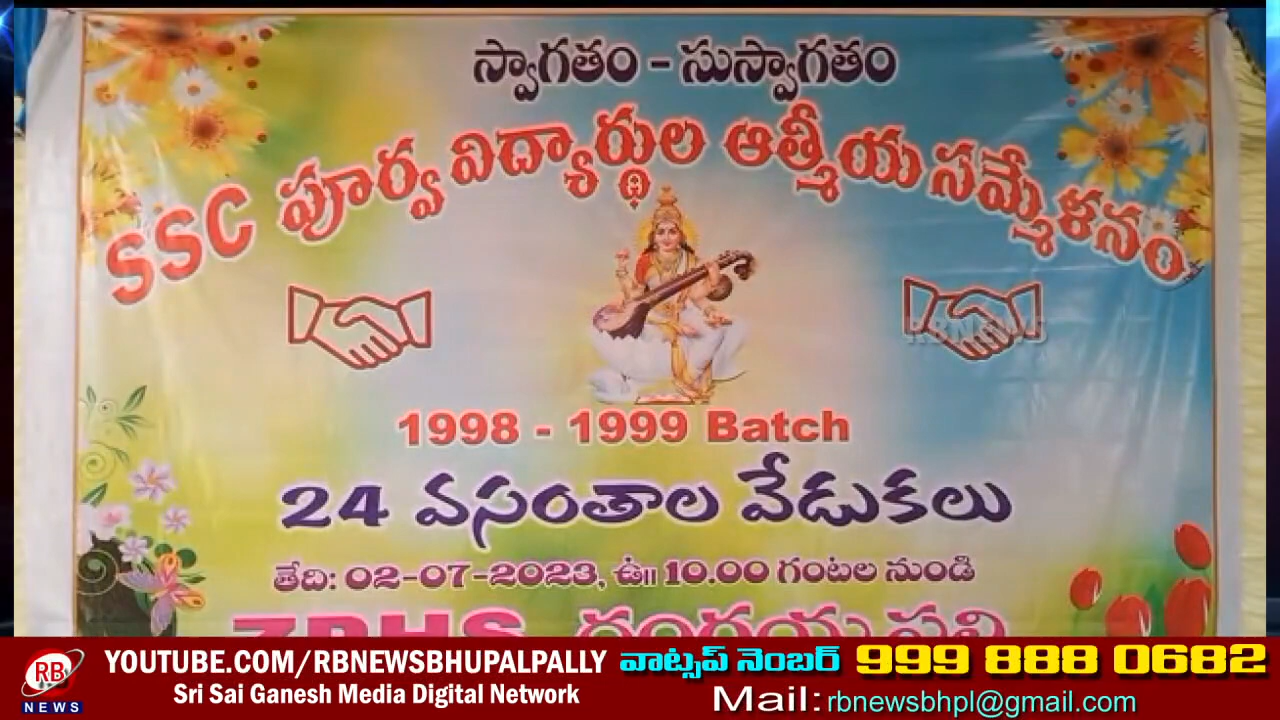 స్వాగతం - సుస్వాగతం
SSC పూర్వ విద్యార్థుల ఆత్మీయ సమ్మేళనం
RBNEWS
1998 - 1999 Batch
24 వసంతాల వేడుకలు
తేది: 02-07-2023, ఉ॥ 10.00 గంటల నుండి
ZPHS
RB
NEWS
YOUTUBE.COM/RBNEWSBHUPALPALLY
Sri Sai Ganesh Media Digital Network
వాట్సప్ నెంబర్ 999 888 0682
Mail: rbnewsbhpl@gmail.com